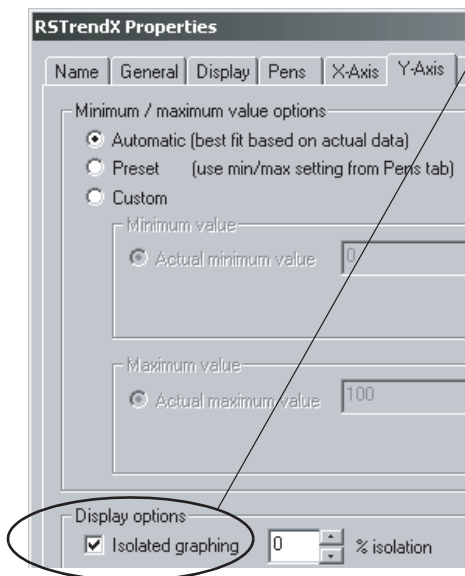 RSTrendX Properties
Name General Display Pens X-Axis Y-Axis
Minimum / maximum value options
Automatic (best fit based on actual data)
Preset (use min/max setting from Pens tab)
Custom
Minimum value
Actual minimum value 0
Maximum value
Actual maximum value 100
Display options
Isolated graphing 0 % isolation